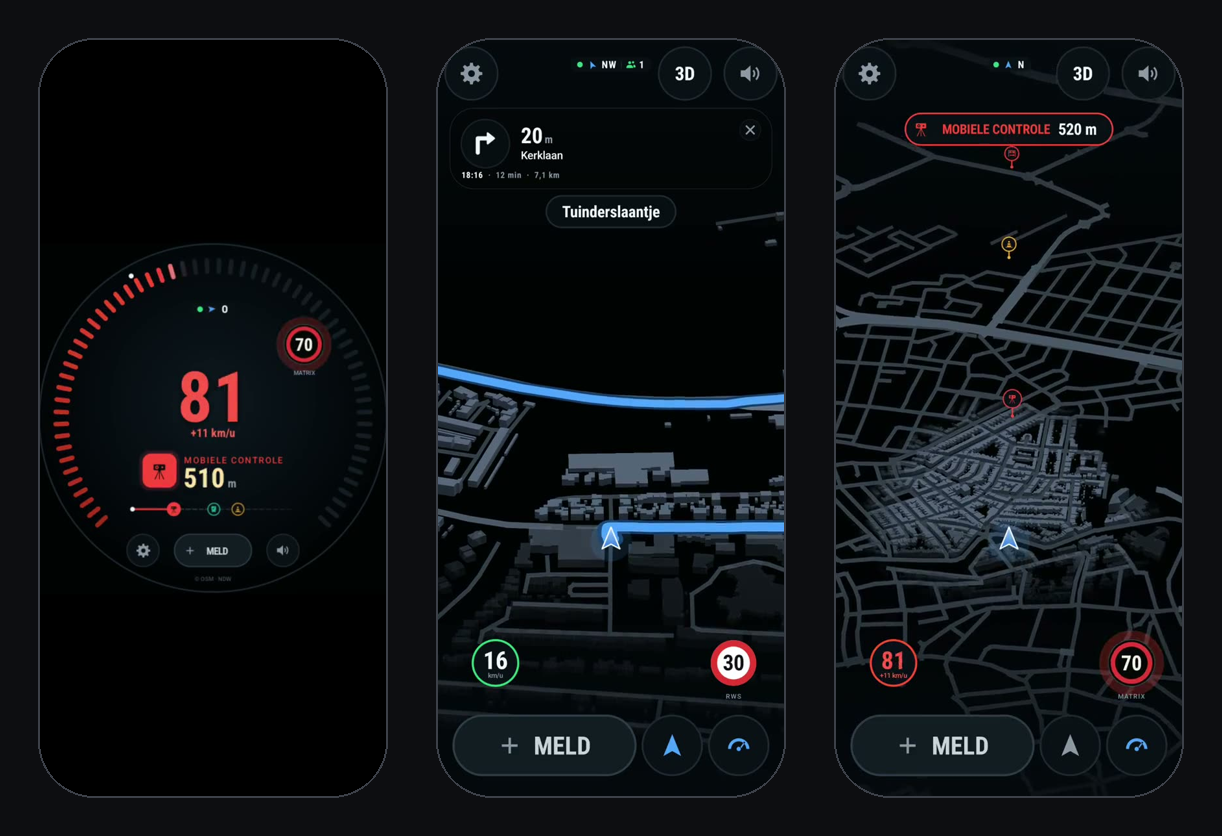 0
70
MATRIX
81
+11 km/u
MOBIELE CONTROLE
510 m
+ MELD
© OSM · NDW
NW 1
3D
20 m
Kerklaan
18:16 · 12 min · 7,1 km
Tuinderslaantje
16
km/u
30
RWS
+ MELD
N
3D
MOBIELE CONTROLE 520 m
81
+11 km/u
70
MATRIX
+ MELD